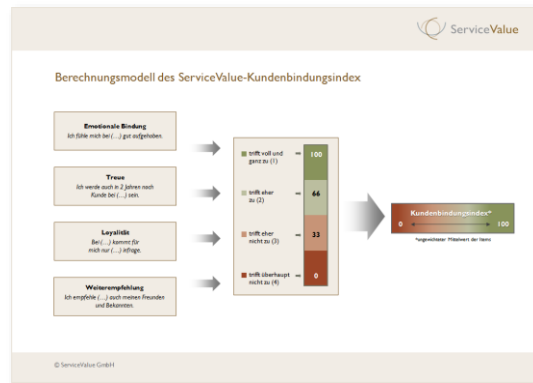 ServiceValue
Berechnungsmodell des ServiceValue-Kundenbindungsindex
Emotionale Bindung
Ich fühle mich bei (…) gut aufgehoben.
Treue
Ich werde auch in 2 Jahren noch
Kunde bei (…) sein.
Loyalität
Bei (…) kommt für
mich nur (…) infrage.
Weiterempfehlung
Ich empfehle (…) auch meinen Freunden
und Bekannten.
trifft voll und
ganz zu (1)
=
100
trifft eher
zu (2)
=
66
trifft eher
nicht zu (3)
=
33
trifft überhaupt
nicht zu (4)
=
0
Kundenbindungsindex*
0
100
*ungewichteter Mittelwert der Items
© ServiceValue GmbH